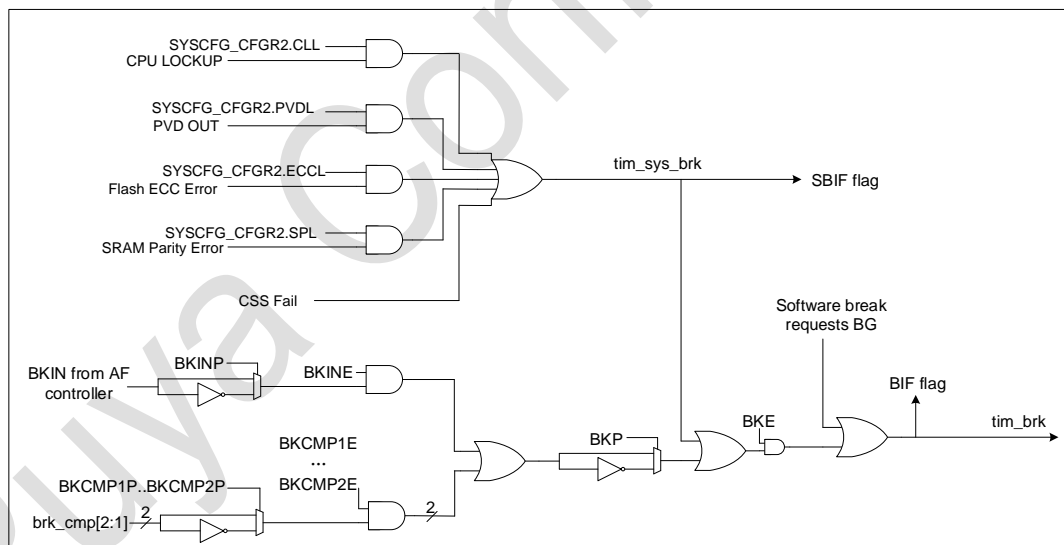 SYSCFG_CFGR2.CLL
CPU LOCKUP
SYSCFG_CFGR2.PVDL
PVD OUT
SYSCFG_CFGR2.ECCL
Flash ECC Error
SYSCFG_CFGR2.SPL
SRAM Parity Error
CSS Fail
tim_sys_brk
SBIF flag
Software break
requests BG
BKIN from AF
controller
BKINP
BKINE
BKCMP1E
...
BKCMP2E
BKCMP1P..BKCMP2P
brk_cmp[2:1]
2
2
BKP
BKE
BIF flag
tim_brk
Puya Com